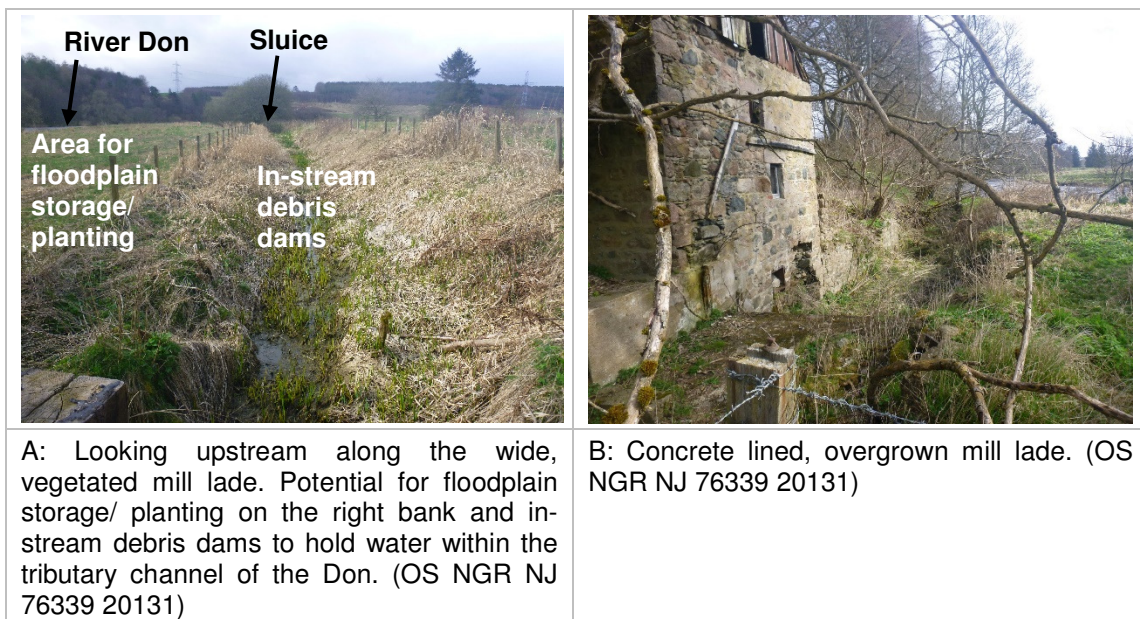 River Don
Sluice
Area for
floodplain
storage/
planting
In-stream
debris
dams
A: Looking upstream along the wide,
vegetated mill lade. Potential for floodplain
storage/ planting on the right bank and in-
stream debris dams to hold water within the
tributary channel of the Don. (OS NGR NJ
76339 20131)
B: Concrete lined, overgrown mill lade. (OS
NGR NJ 76339 20131)